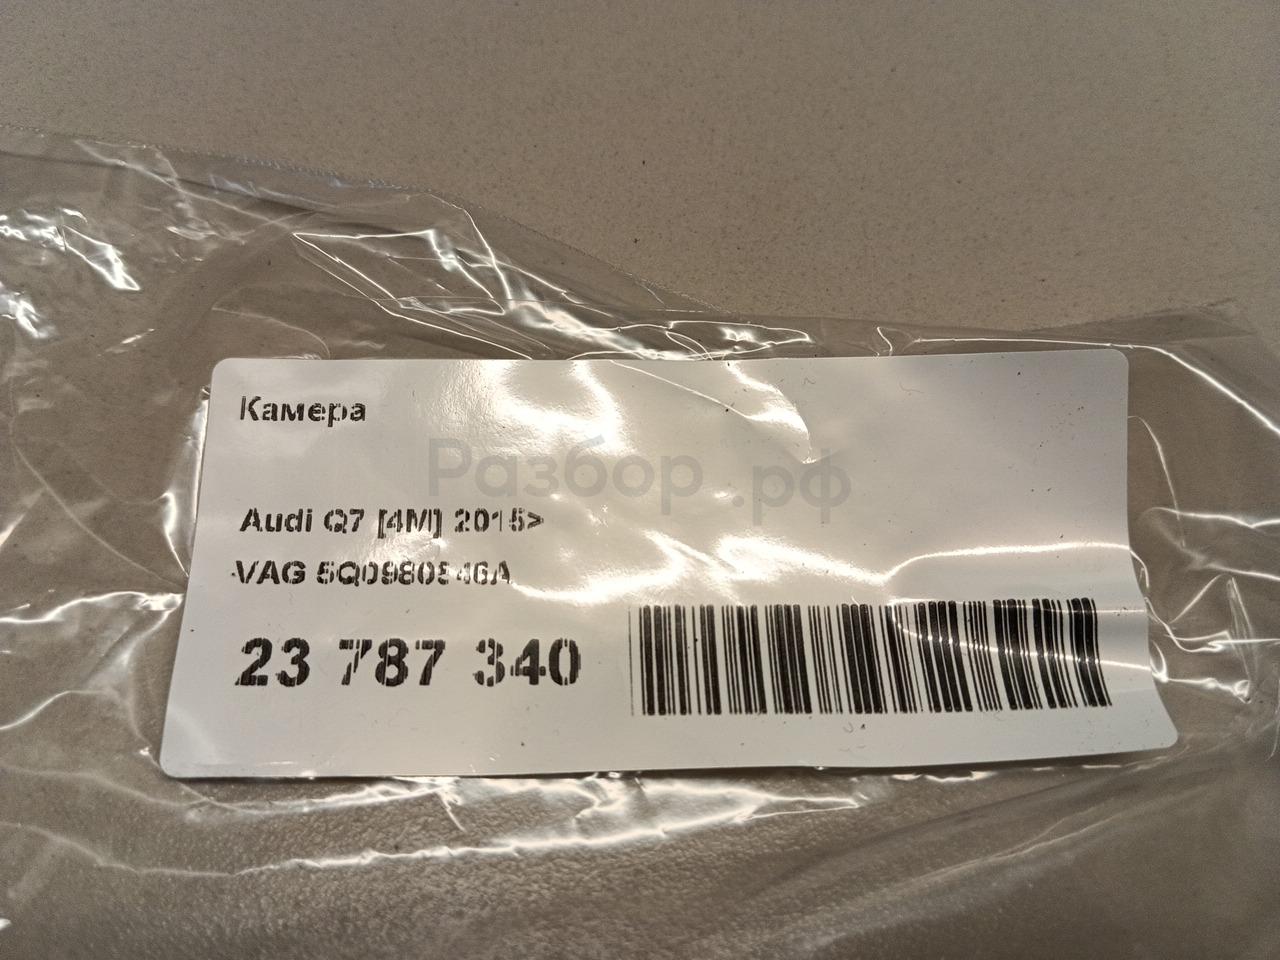 Камера
Разбор.рф
Audi Q7 [4M] 2015>
VAG 5Q0980546A
23 787 340